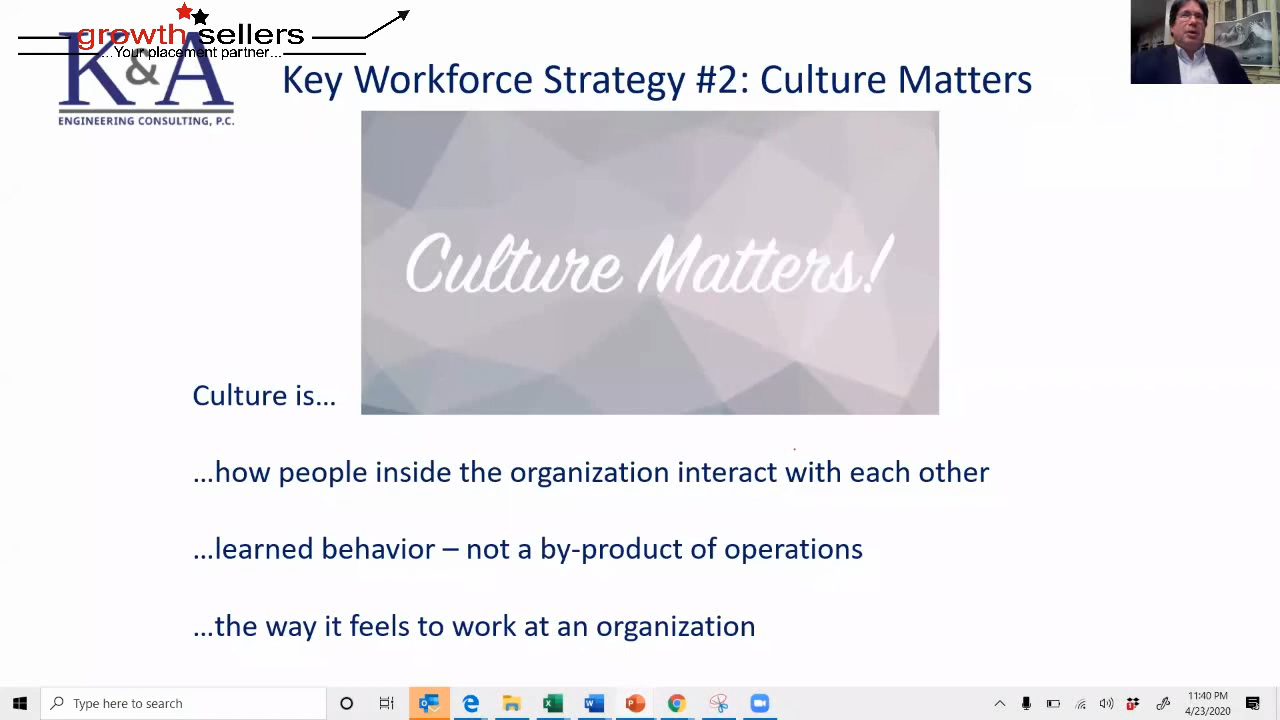 growth sellers
...Your placement partner...
K&A
ENGINEERING CONSULTING, P.C.
Key Workforce Strategy #2: Culture Matters
Culture Matters!
Culture is...
...how people inside the organization interact with each other
...learned behavior – not a by-product of operations
...the way it feels to work at an organization
Type here to search
11:40 PM
4/23/2020